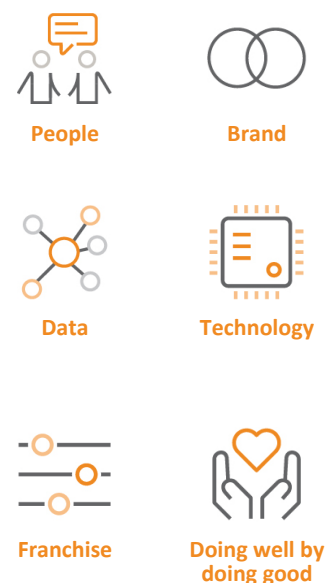 People
Brand
Data
Technology
Franchise
Doing well by
doing good